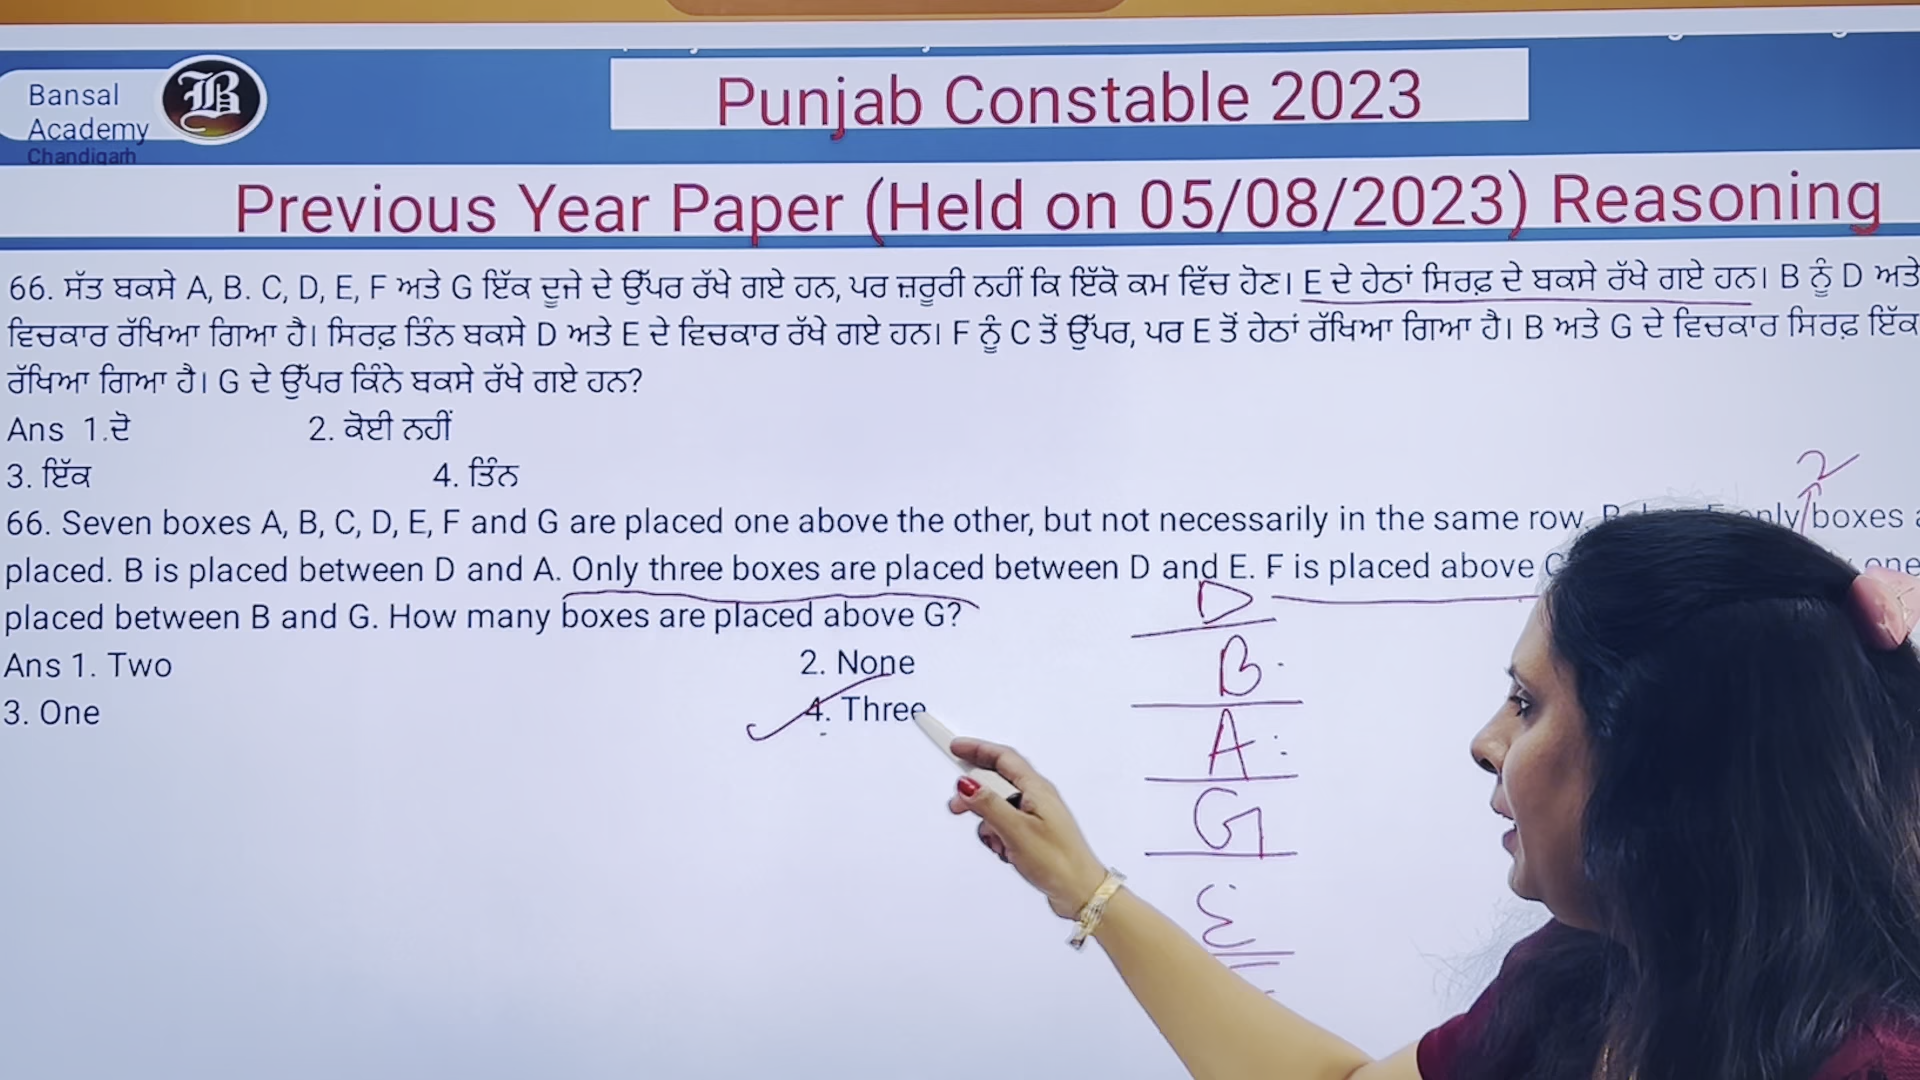 Bansal
Academy
Chandigarh
B
Punjab Constable 2023
Previous Year Paper (Held on 05/08/2023) Reasoning
66. ਸੱਤ ਬਕਸੇ A, B. C, D, E, F ਅਤੇ G ਇੱਕ ਦੂਜੇ ਦੇ ਉੱਪਰ ਰੱਖੇ ਗਏ ਹਨ, ਪਰ ਜ਼ਰੂਰੀ ਨਹੀਂ ਕਿ ਇੱਕੋ ਕਮ ਵਿੱਚ ਹੋਣ। E ਦੇ ਹੇਠਾਂ ਸਿਰਫ਼ ਦੋ ਬਕਸੇ ਰੱਖੇ ਗਏ ਹਨ। B ਨੂੰ D ਅਤੇ
ਵਿਚਕਾਰ ਰੱਖਿਆ ਗਿਆ ਹੈ। ਸਿਰਫ਼ ਤਿੰਨ ਬਕਸੇ D ਅਤੇ E ਦੇ ਵਿਚਕਾਰ ਰੱਖੇ ਗਏ ਹਨ। F ਨੂੰ C ਤੋਂ ਉੱਪਰ, ਪਰ E ਤੋਂ ਹੇਠਾਂ ਰੱਖਿਆ ਗਿਆ ਹੈ। B ਅਤੇ G ਦੇ ਵਿਚਕਾਰ ਸਿਰਫ਼ ਇੱਕ
ਰੱਖਿਆ ਗਿਆ ਹੈ। G ਦੇ ਉੱਪਰ ਕਿੰਨੇ ਬਕਸੇ ਰੱਖੇ ਗਏ ਹਨ?
Ans 1.ਦੋ 2. ਕੋਈ ਨਹੀਂ
3. ਇੱਕ 4. ਤਿੰਨ
2
66. Seven boxes A, B, C, D, E, F and G are placed one above the other, but not necessarily in the same row. only boxes
placed. B is placed between D and A. Only three boxes are placed between D and E. F is placed above one
placed between B and G. How many boxes are placed above G?
Ans 1. Two 2. None
3. One 4. Three
D
B
A
G
E